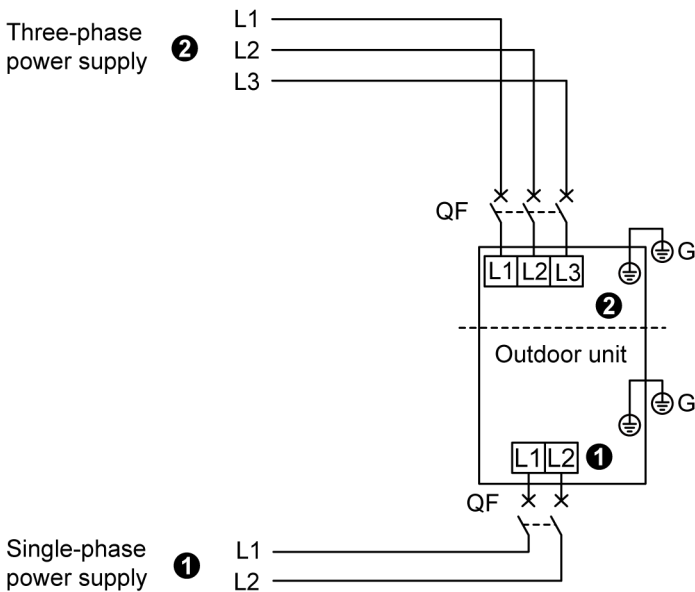 Three-phase
power supply
❷
L1
L2
L3
QF
G
L1 L2 L3
❷
Outdoor unit
G
L1 L2
❶
QF
Single-phase
power supply
❶
L1
L2